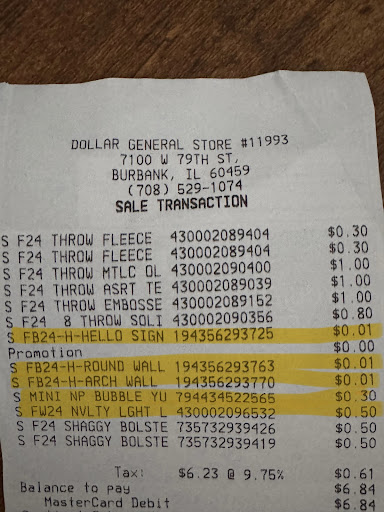 DOLLAR GENERAL STORE #11993
7100 W 79TH ST,
BURBANK, IL 60459
(708) 529-1074
SALE TRANSACTION
S F24 THROW FLEECE 430002089404 $0.30
S F24 THROW FLEECE 430002089404 $0.30
S F24 THROW MTLC OL 430002090400 $1.00
S F24 THROW ASRT TE 430002089039 $1.00
S F24 THROW EMBOSSE 430002089152 $1.00
S F24 8 THROW SOLI 430002090356 $0.80
S FB24-H-HELLO SIGN 194356293725 $0.01
Promotion $0.00
S FB24-H-ROUND WALL 194356293763 $0.01
S FB24-H-ARCH WALL 194356293770 $0.01
S MINI NP BUBBLE YU 794434522565 $0.30
S FW24 NVLTY LGHT L 430002096532 $0.50
S F24 SHAGGY BOLSTE 735732939426 $0.50
S F24 SHAGGY BOLSTE 735732939419 $0.50
Tax: $6.23 @ 9.75% $0.61
Balance to pay $6.84
MasterCard Debit $6.84